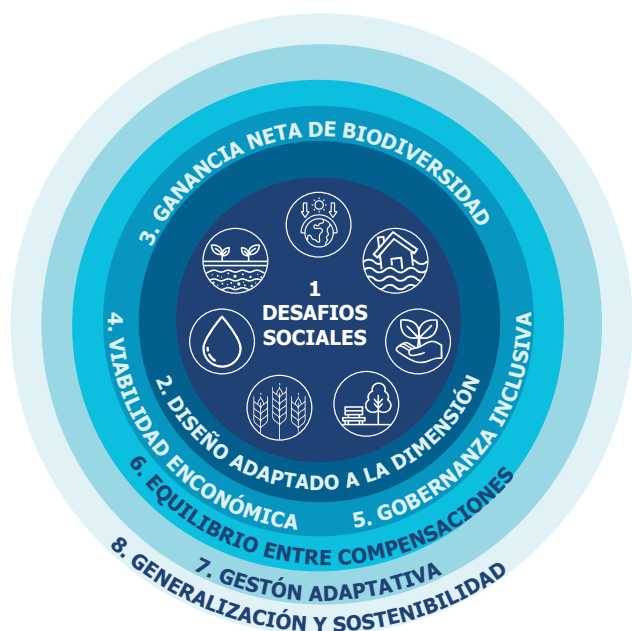 1
DESAFIOS
SOCIALES
2. DISEÑO ADAPTADO A LA DIMENSIÓN
3. GANANCIA NETA DE BIODIVERSIDAD
4. VIABILIDAD ENCONÓMICA
5. GOBERNANZA INCLUSIVA
6. EQUILIBRIO ENTRE COMPENSACIONES
7. GESTÓN ADAPTATIVA
8. GENERALIZACIÓN Y SOSTENIBILIDAD